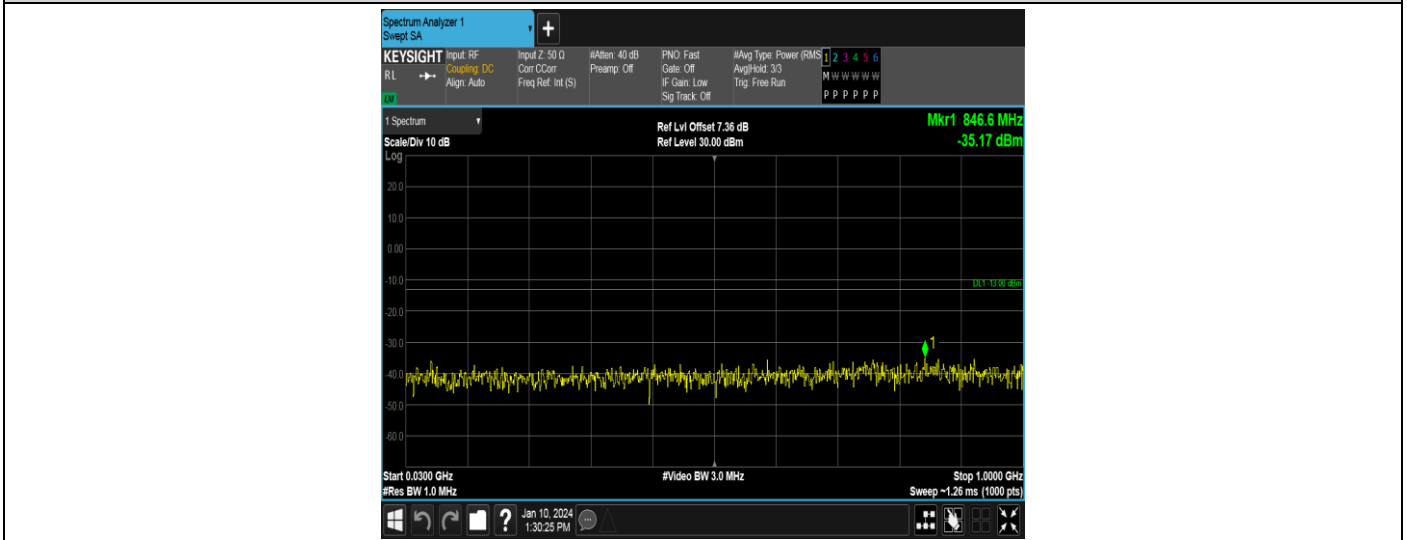 Spectrum Analyzer 1
Swept SA
+
KEYSIGHT
RL
Input: RF
Coupling: DC
Align: Auto
Input Z: 50 Ω
Corr CCorr
Freq Ref: Int (S)
#Atten: 40 dB
Preamp: Off
PNO: Fast
Gate: Off
IF Gain: Low
Sig Track: Off
#Avg Type: Power (RMS
Avg|Hold: 3/3
Trig: Free Run
1 2 3 4 5 6
M W W W W W
P P P P P P
1 Spectrum
Scale/Div 10 dB
Ref Lvl Offset 7.36 dB
Ref Level 30.00 dBm
Mkr1 846.6 MHz
-35.17 dBm
Log
20.0
10.0
0.00
-10.0
DL1 -13.00 dBm
-20.0
-30.0
1
-40.0
-50.0
-60.0
Start 0.0300 GHz
#Res BW 1.0 MHz
#Video BW 3.0 MHz
Stop 1.0000 GHz
Sweep ~1.26 ms (1000 pts)
?
Jan 10, 2024
1:30:25 PM